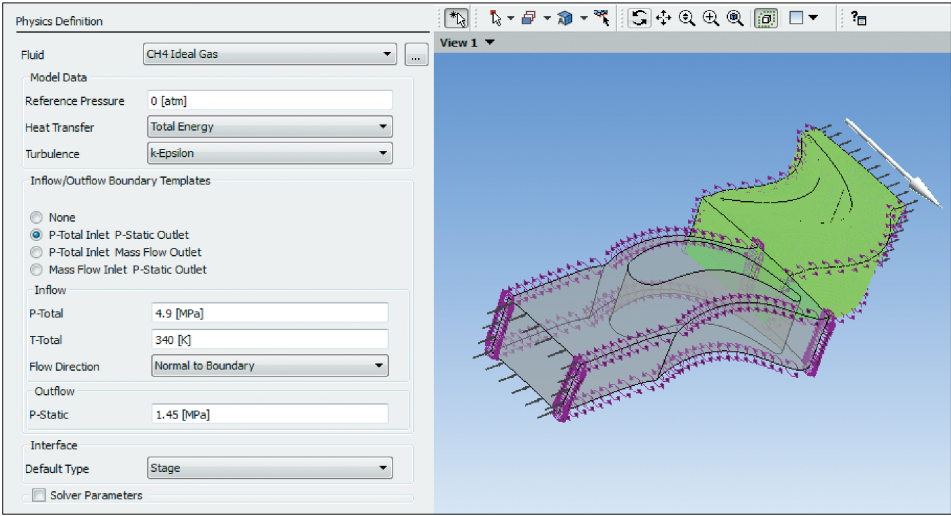 Physics Definition
Fluid CH4 Ideal Gas ...
Model Data
Reference Pressure 0 [atm]
Heat Transfer Total Energy
Turbulence k-Epsilon
Inflow/Outflow Boundary Templates
None
P-Total Inlet P-Static Outlet
P-Total Inlet Mass Flow Outlet
Mass Flow Inlet P-Static Outlet
Inflow
P-Total 4.9 [MPa]
T-Total 340 [K]
Flow Direction Normal to Boundary
Outflow
P-Static 1.45 [MPa]
Interface
Default Type Stage
Solver Parameters
View 1